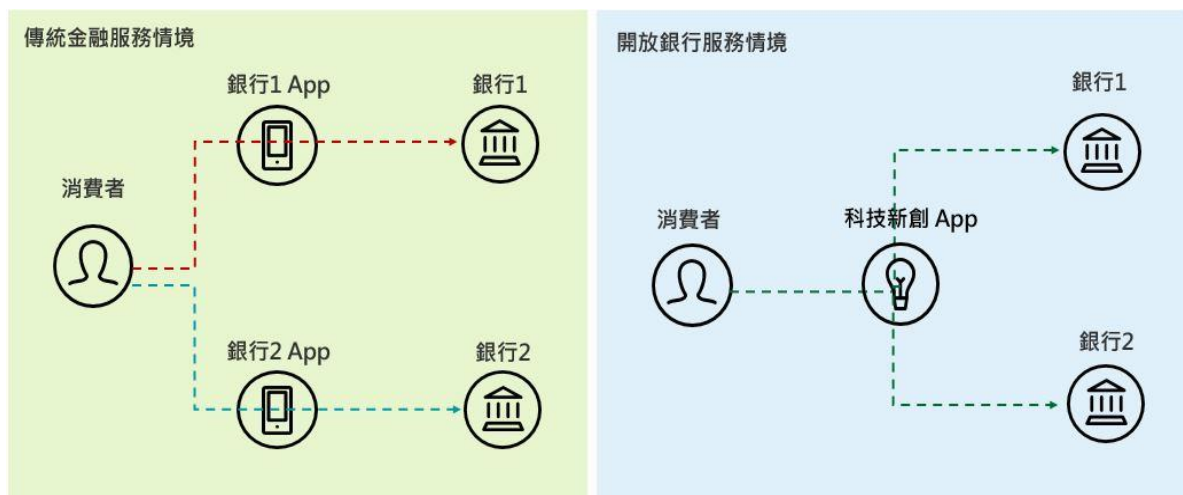 傳統金融服務情境
銀行1 App
銀行1
消費者
銀行2 App
銀行2
開放銀行服務情境
銀行1
消費者
科技新創 App
銀行2